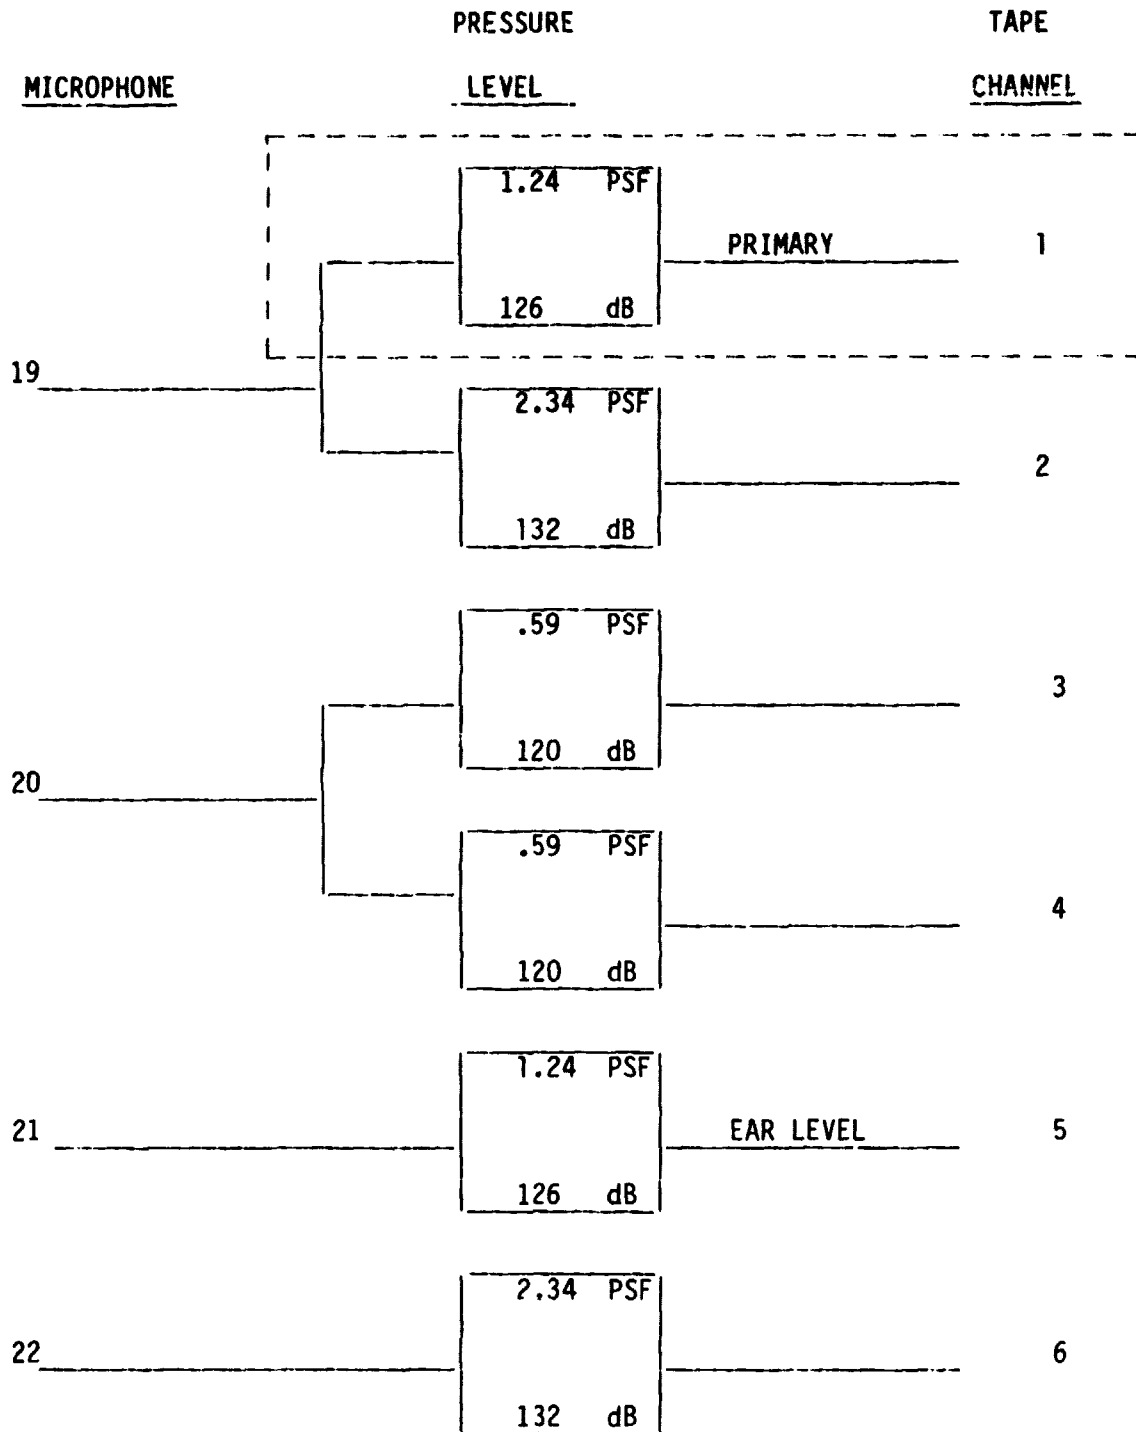 PRESSURE TAPE
MICROPHONE LEVEL CHANNEL
1.24 PSF
PRIMARY 1
126 dB
19
2.34 PSF
2
132 dB
.59 PSF
3
120 dB
20
.59 PSF
4
120 dB
1.24 PSF
21 EAR LEVEL 5
126 dB
2.34 PSF
22 6
132 dB